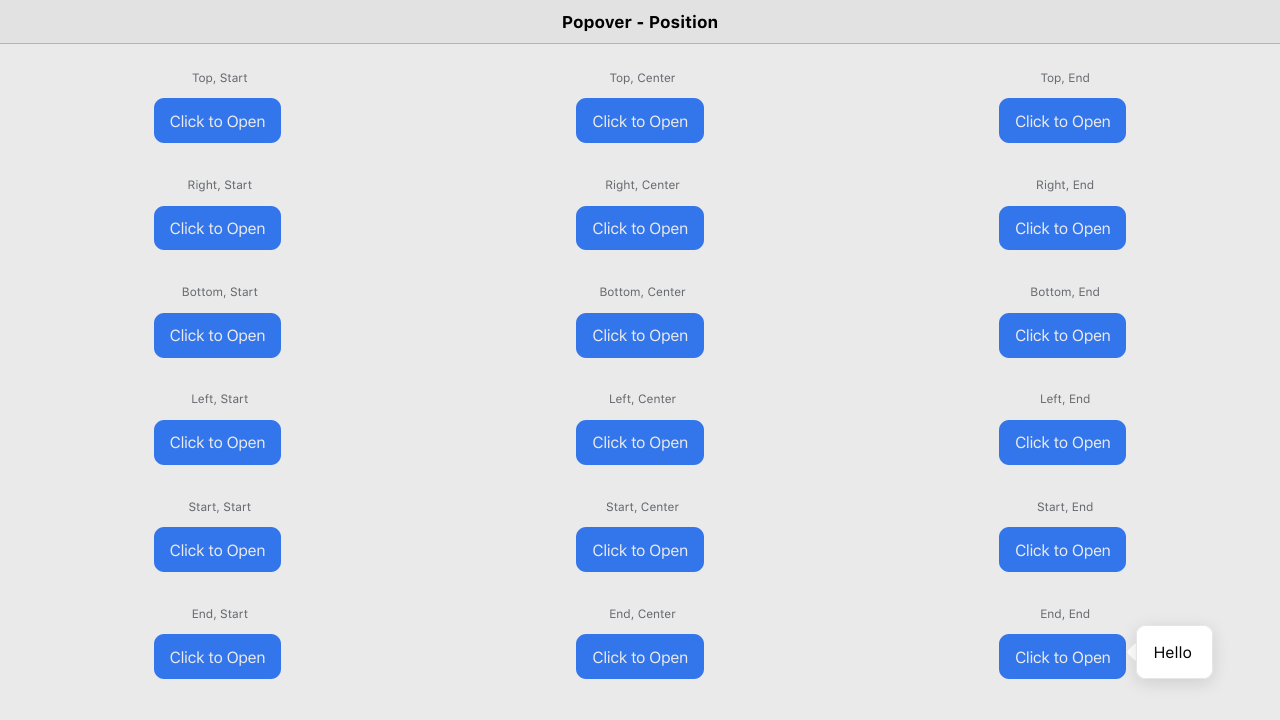 Popover - Position
Top, Start
Top, Center
Top, End
Click to Open
Click to Open
Click to Open
Right, Start
Right, Center
Right, End
Click to Open
Click to Open
Click to Open
Bottom, Start
Bottom, Center
Bottom, End
Click to Open
Click to Open
Click to Open
Left, Start
Left, Center
Left, End
Click to Open
Click to Open
Click to Open
Start, Start
Start, Center
Start, End
Click to Open
Click to Open
Click to Open
End, Start
End, Center
End, End
Click to Open
Click to Open
Click to Open
Hello